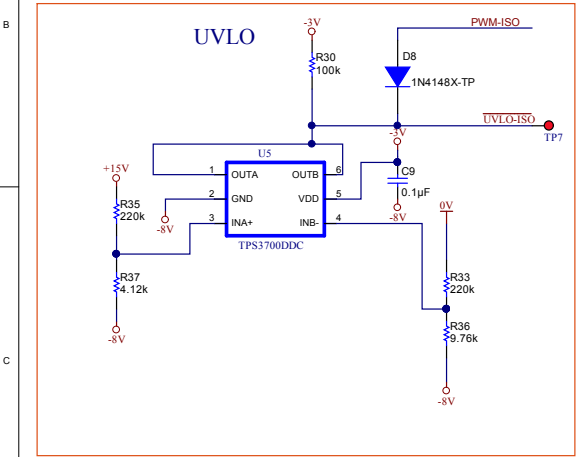 B
UVLO
-3V
R30
100k
PWM-ISO
D8
1N4148X-TP
UVLO-ISO
TP7
-3V
U5
+15V
1
OUTA
OUTB
6
C9
0.1µF
2
GND
VDD
5
-8V
-8V
R35
220k
3
INA+
INB-
4
0V
TPS3700DDC
R37
4.12k
R33
220k
-8V
R36
9.76k
C
-8V